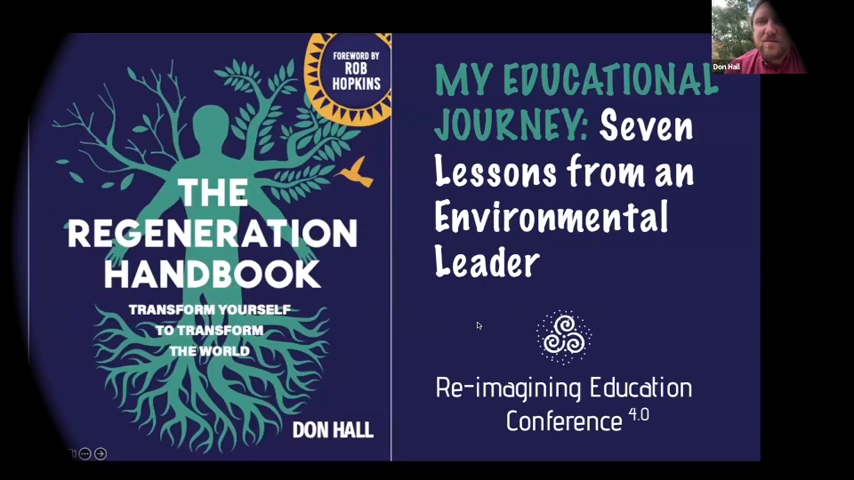 FOREWORD BY
ROB
HOPKINS
THE
REGENERATION
HANDBOOK
TRANSFORM YOURSELF
TO TRANSFORM
THE WORLD
DON HALL
MY EDUCATIONAL
JOURNEY: Seven
Lessons from an
Environmental
Leader
Re-imagining Education
Conference 4.0
Don Hall